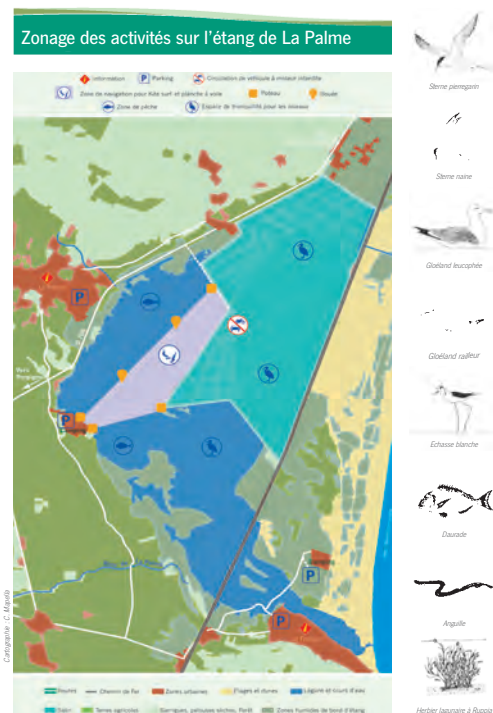 Zonage des activités sur l'étang de La Palme
Information
P Parking
Circulation de véhicule à moteur interdite
Zone de navigation pour kite surf et planche à voile
Poteau
Bouée
Zone de pêche
Espace de tranquillité pour les oiseaux
Sterne pierregarin
Sterne naine
Goéland leucophée
Goéland railleur
Echasse blanche
Daurade
Anguille
Herbier lagunaire à Ruppia
P
P
Camping
P
P
Cartographie : C. Mapella
Routes
Chemin de Fer
Zones urbaines
Plages et dunes
Lagune et cours d'eau
Salin
Terres agricoles
Garrigues, pelouses sèches, Forêt
Zones humides de bord d'étang